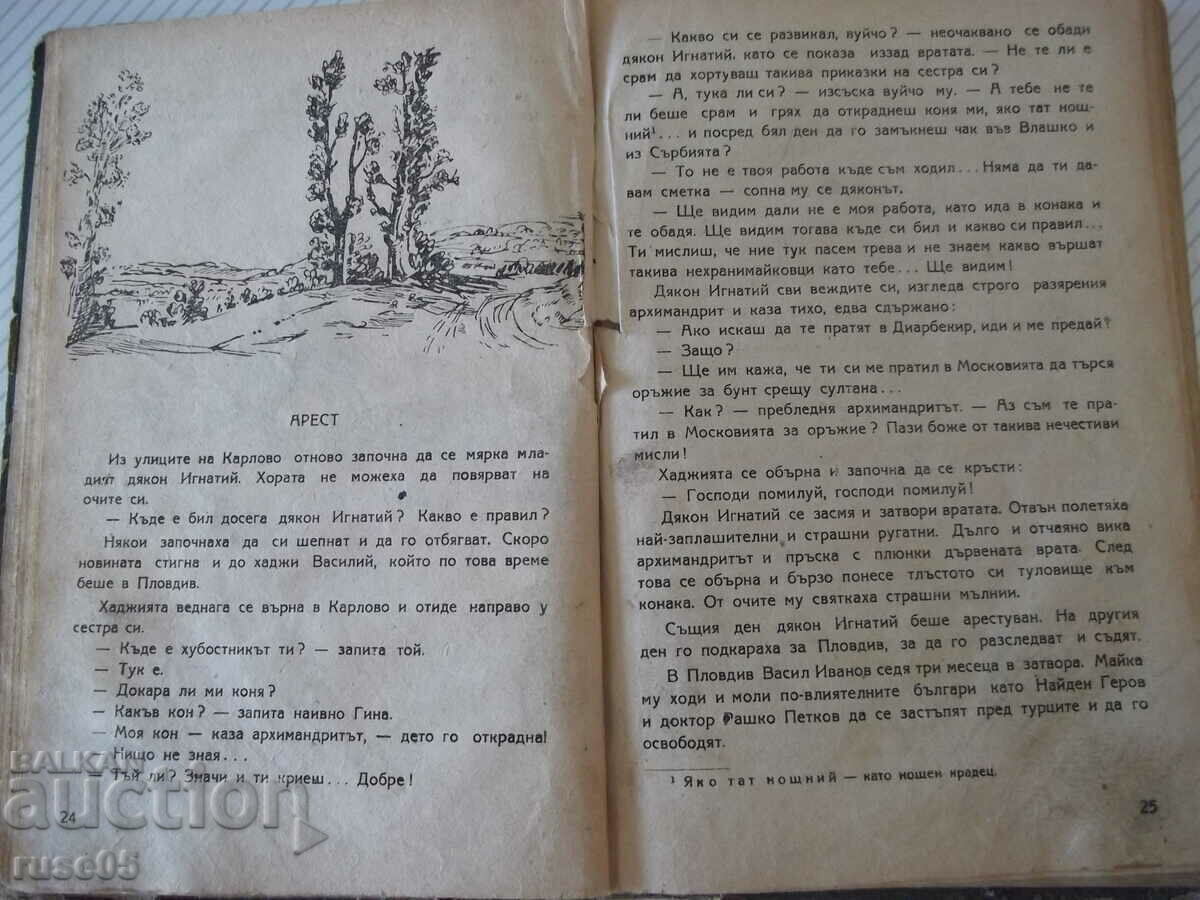 АРЕСТ
Из улиците на Карлово отново започна да се мярка мла-
дият дякон Игнатий. Хората не можеха да повярват на
очите си.
— Къде е бил досега дякон Игнатий? Какво е правил?
Някои започнаха да си шепнат и да го отбягват. Скоро
новината стигна и до хаджи Василий, който по това време
беше в Пловдив.
Хаджията веднага се върна в Карлово и отиде направо у
сестра си.
— Къде е хубостникът ти? — запита той.
— Тук е.
— Докара ли ми коня?
— Какъв кон? — запита наивно Гина.
— Моя кон — каза архимандритът, — дето го открадна!
Нищо не зная...
Тъй ли? Значи и ти криеш... Добре!
24
— Какво си се развикал, вуйчо? — неочаквано се обади
дякон Игнатий, като се показа иззад вратата. — Не те ли е
срам да хортуваш такива приказки на сестра си?
— А, тука ли си? — изсъска вуйчо му. — А тебе не те
ли беше срам и грях да откраднеш коня ми, яко тат нощ-
ний¹... и посред бял ден да го замъкнеш чак във Влашко и
из Сърбията?
— То не е твоя работа къде съм ходил... Няма да ти да-
вам сметка — сопна му се дяконът.
— Ще видим дали не е моя работа, като ида в конака и
те обадя. Ще видим тогава къде си бил и какво си правил...
Ти мислиш, че ние тук пасем трева и не знаем какво вършат
такива нехранимайковци като тебе... Ще видим!
Дякон Игнатий сви веждите си, изгледа строго разярения
архимандрит и каза тихо, едва сдържано:
— Ако искаш да те пратят в Диарбекир, иди и ме предай?
— Защо?
— Ще им кажа, че ти си ме пратил в Московията да търся
оръжие за бунт срещу султана...
— Как? — пребледня архимандритът. — Аз съм те пра-
тил в Московията за оръжие? Пази боже от такива нечестиви
мисли!
Хаджията се обърна и започна да се кръсти:
— Господи помилуй, господи помилуй!
Дякон Игнатий се засмя и затвори вратата. Отвън полетяха
най-заплашителни и страшни ругатни. Дълго и отчаяно вика
архимандритът и пръска с плюнки дървената врата. След
това се обърна и бързо понесе тлъстото си туловище към
конака. От очите му святкаха страшни мълнии.
Същия ден дякон Игнатий беше арестуван. На другия
ден го подкараха за Пловдив, за да го разследват и съдят.
В Пловдив Васил Иванов седя три месеца в затвора. Майка
му ходи и моли по-влиятелните българи като Найден Геров
и доктор Рашко Петков да се застъпят пред турците и да го
освободят.
¹ Яко тат нощний — като нощен крадец.
25
BALKAN
auction
ruse05